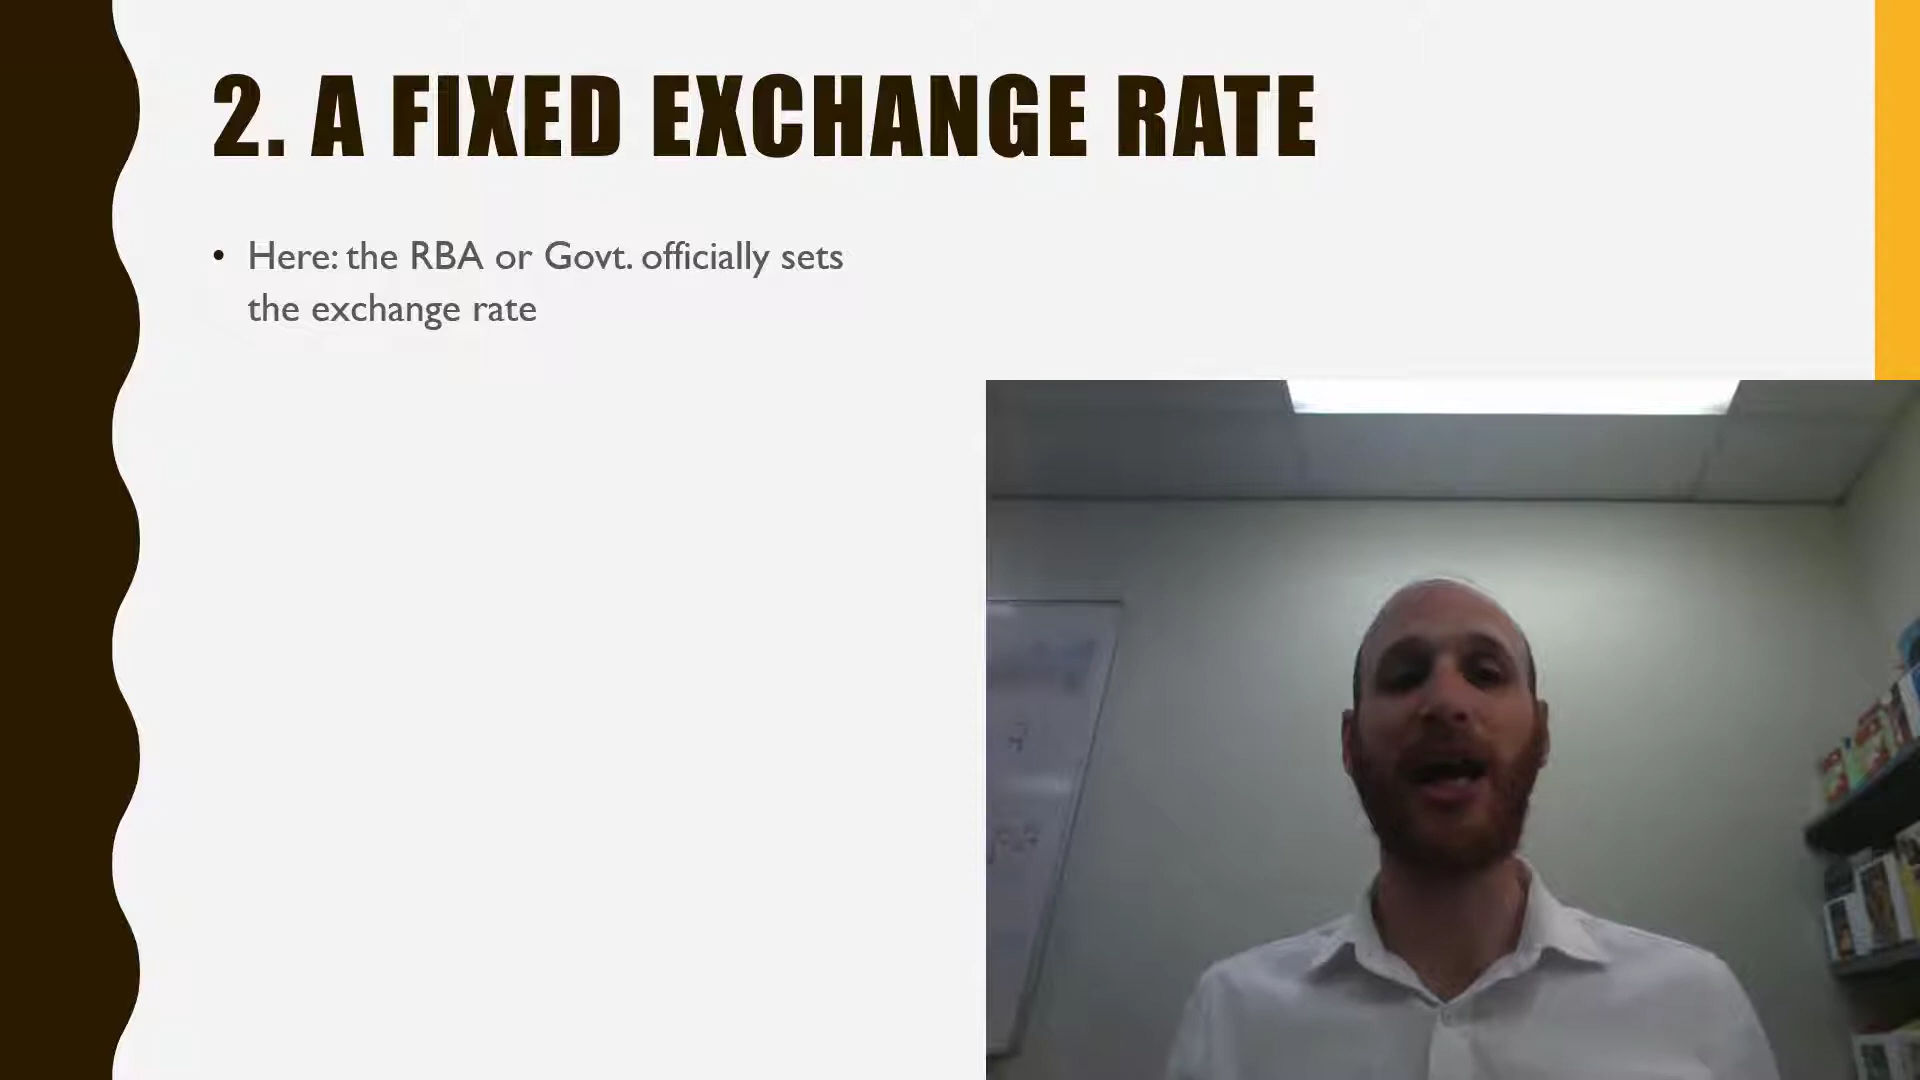 2. A FIXED EXCHANGE RATE
• Here: the RBA or Govt. officially sets
the exchange rate